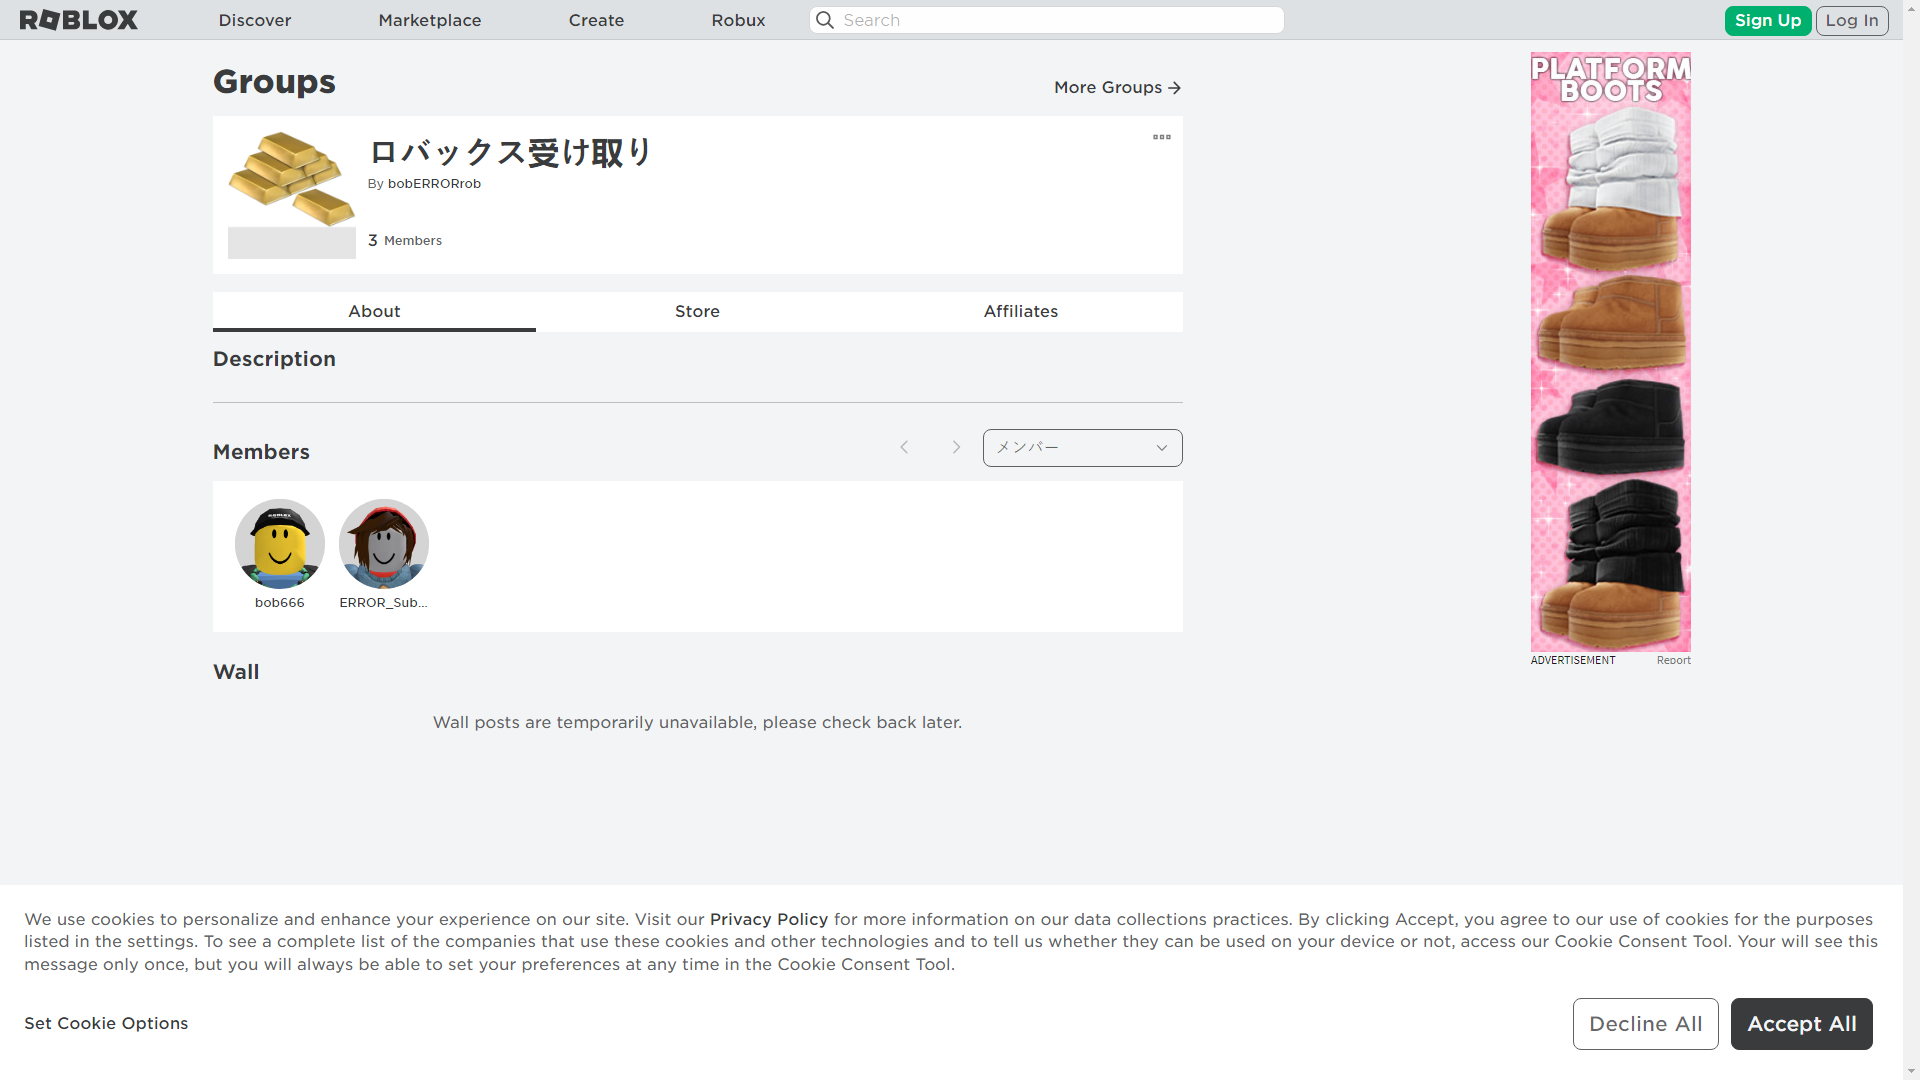 ROBLOX Discover Marketplace Create Robux Search Sign Up Log In
Groups
More Groups
ロバックス受け取り
By bobERRORrob
3 Members
About Store Affiliates
Description
Members
メンバー
bob666 ERROR_Sub...
Wall
Wall posts are temporarily unavailable, please check back later.
PLATFORM
BOOTS
ADVERTISEMENT Report
We use cookies to personalize and enhance your experience on our site. Visit our Privacy Policy for more information on our data collections practices. By clicking Accept, you agree to our use of cookies for the purposes
listed in the settings. To see a complete list of the companies that use these cookies and other technologies and to tell us whether they can be used on your device or not, access our Cookie Consent Tool. Your will see this
message only once, but you will always be able to set your preferences at any time in the Cookie Consent Tool.
Set Cookie Options
Decline All
Accept All